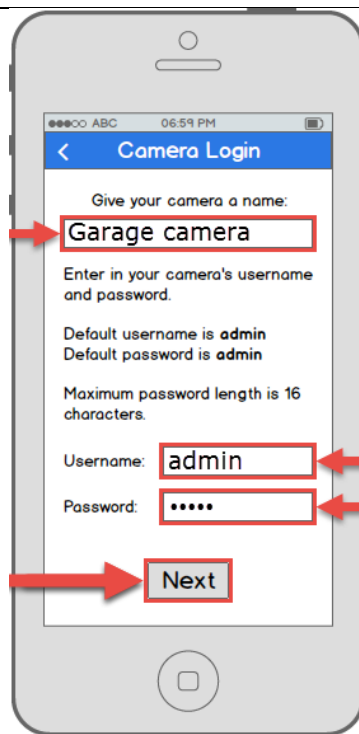 ABC 06:59 PM
< Camera Login
Give your camera a name:
Garage camera
Enter in your camera's username
and password.
Default username is admin
Default password is admin
Maximum password length is 16
characters.
Username: admin
Password: •••••
Next